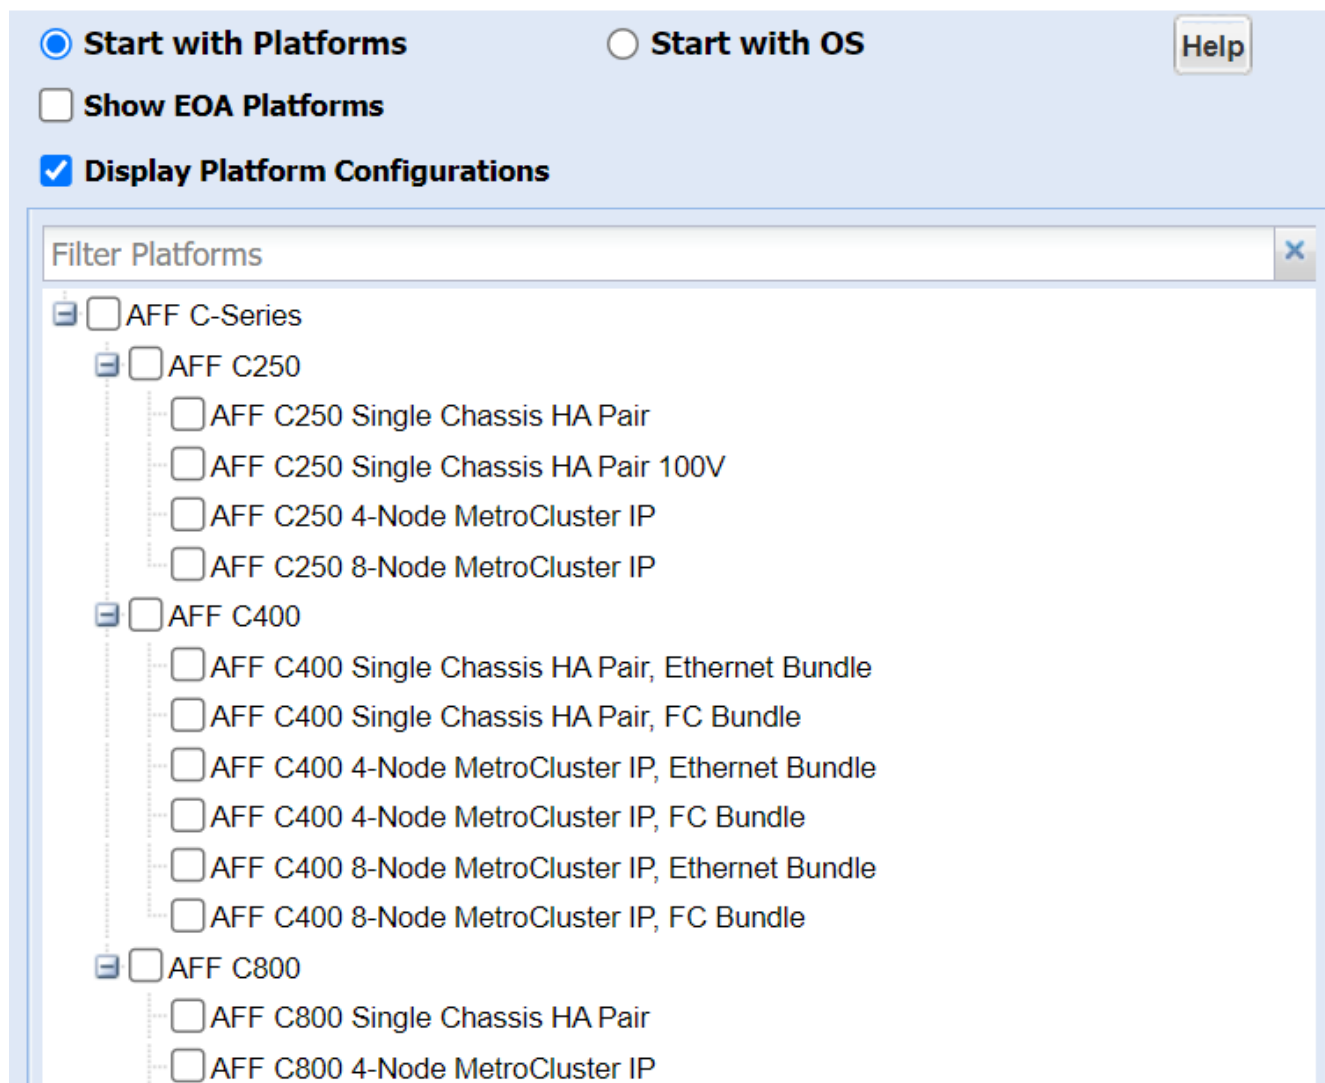 Start with Platforms Start with OS Help
Show EOA Platforms
Display Platform Configurations
Filter Platforms
AFF C-Series
AFF C250
AFF C250 Single Chassis HA Pair
AFF C250 Single Chassis HA Pair 100V
AFF C250 4-Node MetroCluster IP
AFF C250 8-Node MetroCluster IP
AFF C400
AFF C400 Single Chassis HA Pair, Ethernet Bundle
AFF C400 Single Chassis HA Pair, FC Bundle
AFF C400 4-Node MetroCluster IP, Ethernet Bundle
AFF C400 4-Node MetroCluster IP, FC Bundle
AFF C400 8-Node MetroCluster IP, Ethernet Bundle
AFF C400 8-Node MetroCluster IP, FC Bundle
AFF C800
AFF C800 Single Chassis HA Pair
AFF C800 4-Node MetroCluster IP